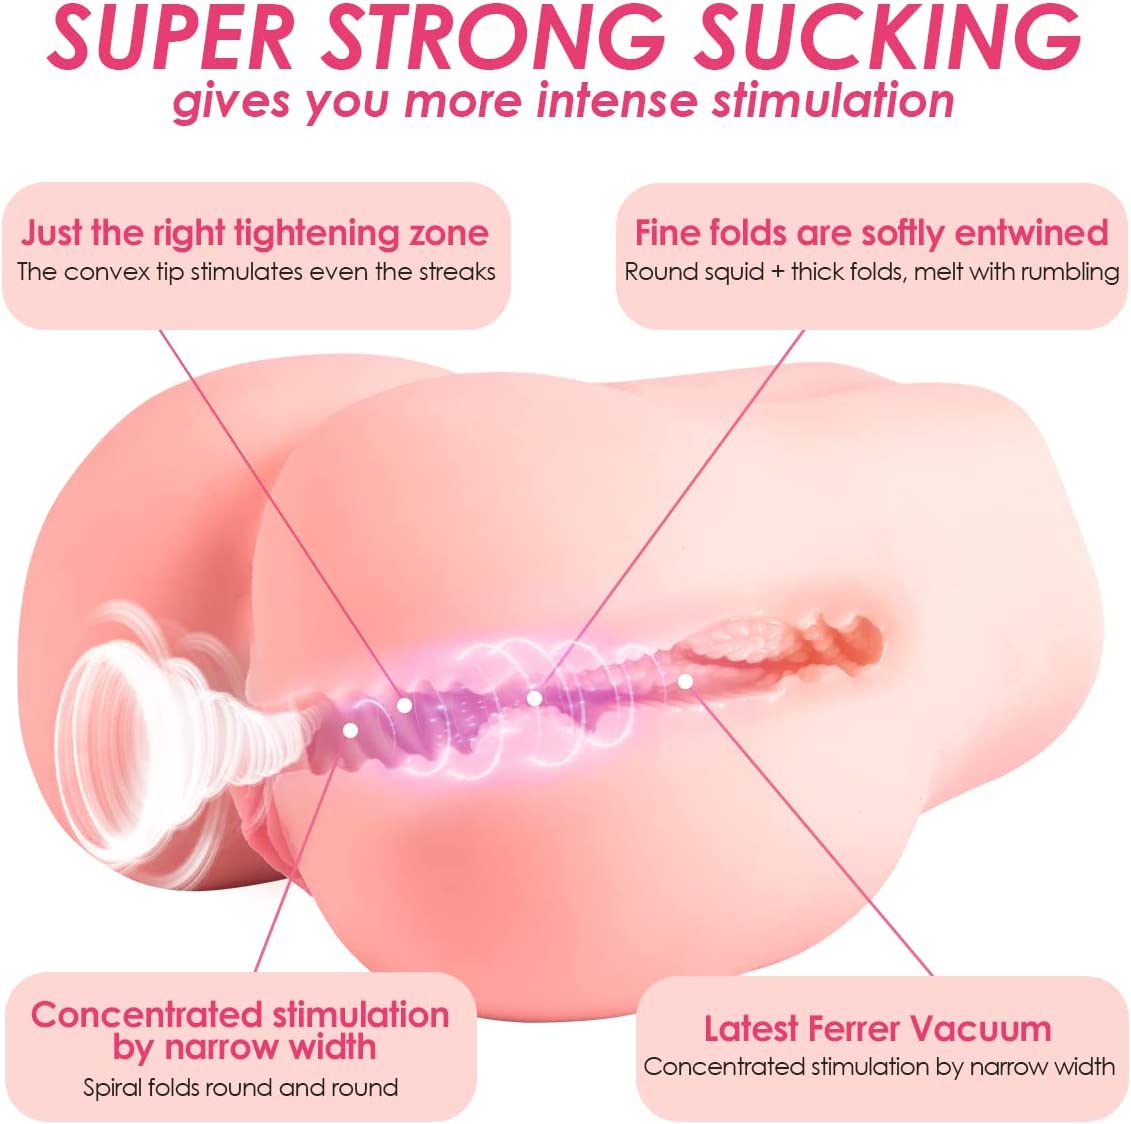 SUPER STRONG SUCKING
gives you more intense stimulation
Just the right tightening zone
The convex tip stimulates even the streaks
Fine folds are softly entwined
Round squid + thick folds, melt with rumbling
Concentrated stimulation
by narrow width
Spiral folds round and round
Latest Ferrer Vacuum
Concentrated stimulation by narrow width